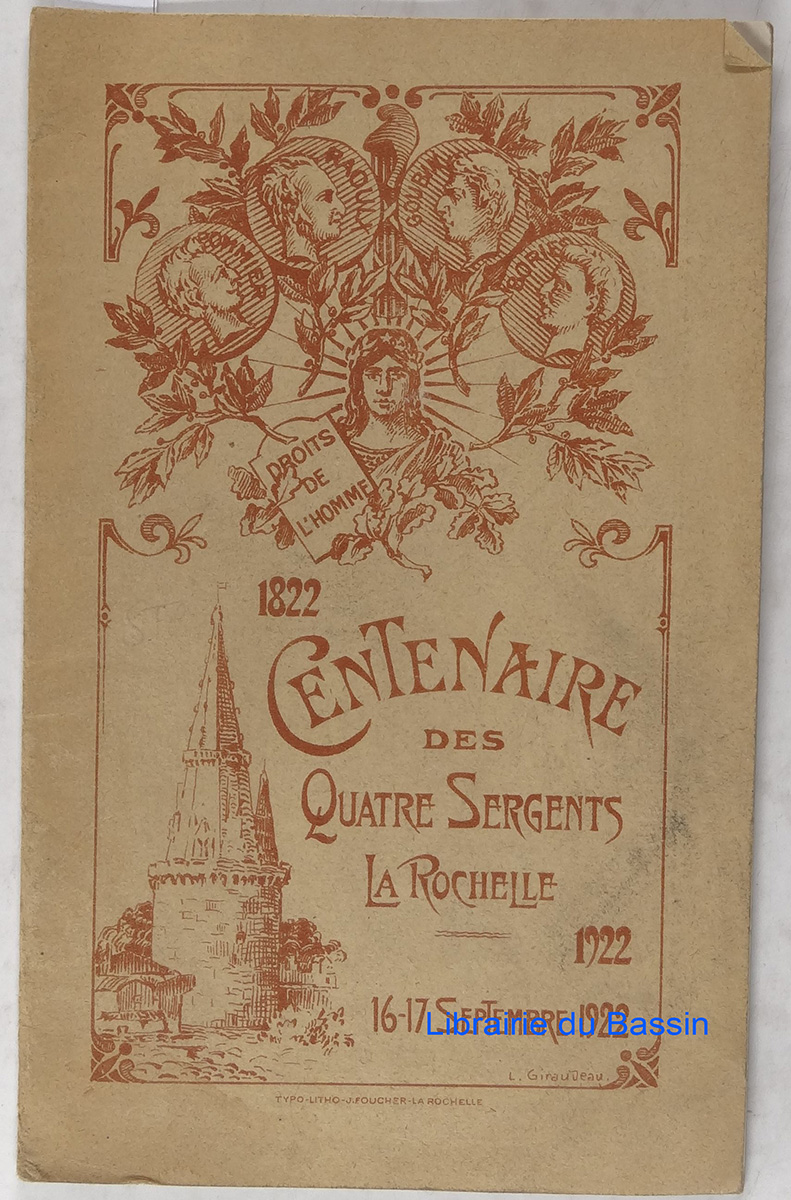 POMMIER
RAOULX
GOUBIN
BORIES
DROITS
DE
L'HOMME
1822
CENTENAIRE
DES
QUATRE SERGENTS
LA ROCHELLE
1922
16-17 SEPTEMBRE 1922
Librairie du Bassin
L. Giraudeau.
TYPO-LITHO-J.FOUCHER-LA ROCHELLE